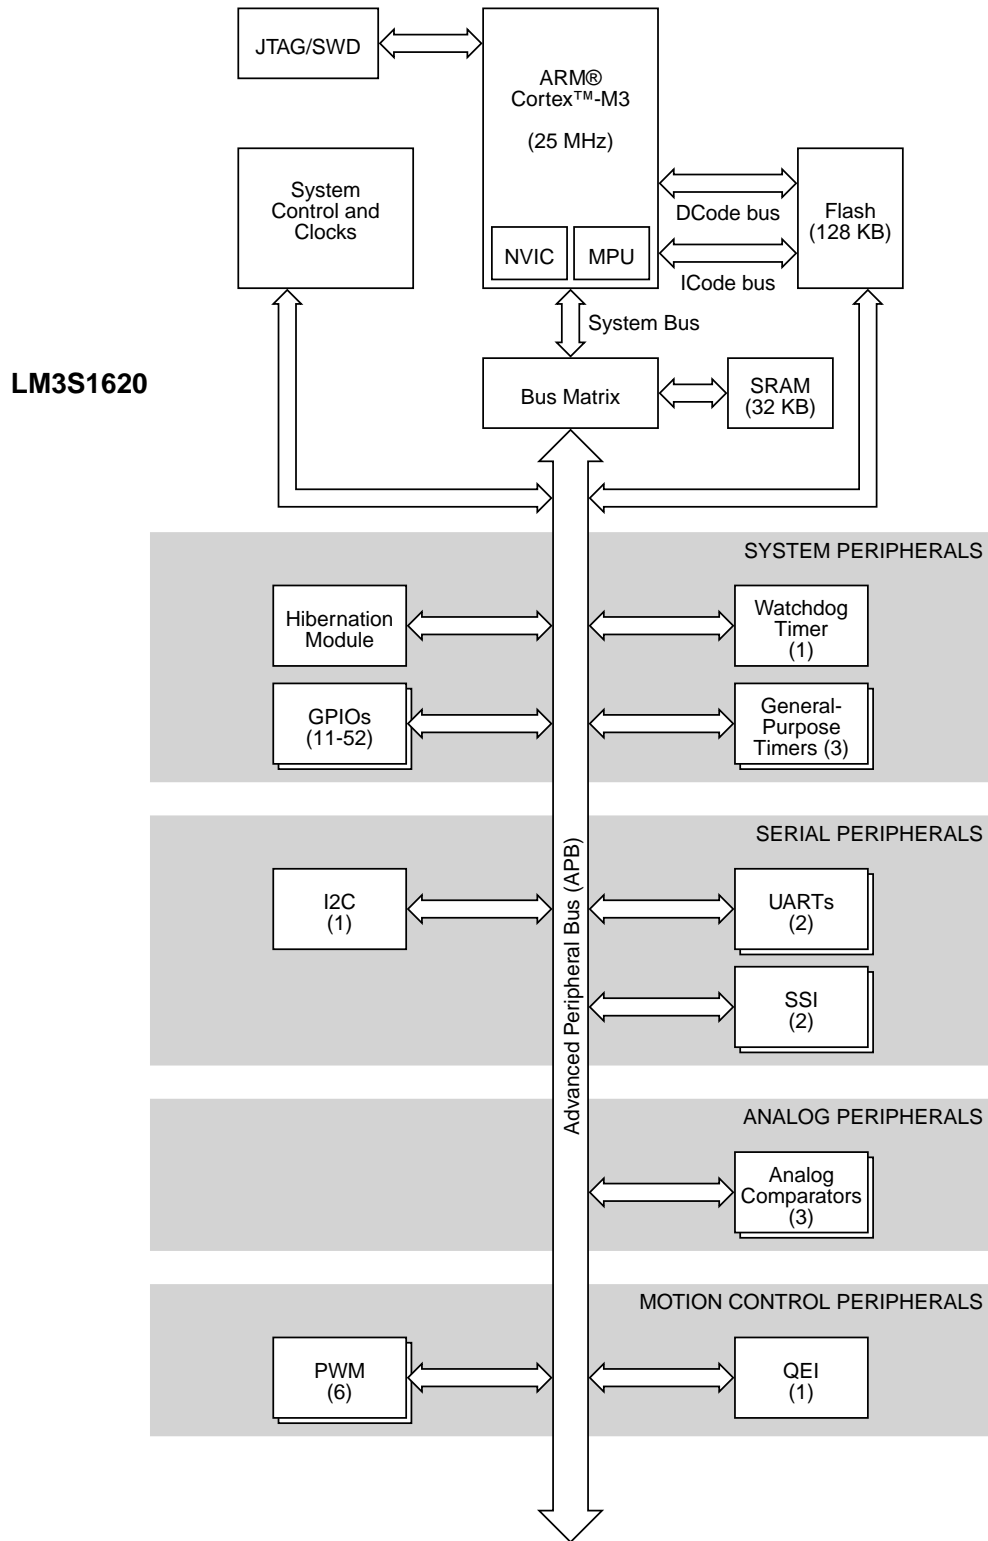 JTAG/SWD
ARM®
Cortex™-M3
(25 MHz)
NVIC
MPU
System
Control and
Clocks
DCode bus
ICode bus
Flash
(128 KB)
System Bus
LM3S1620
Bus Matrix
SRAM
(32 KB)
SYSTEM PERIPHERALS
Hibernation
Module
Watchdog
Timer
(1)
GPIOs
(11-52)
General-
Purpose
Timers (3)
Advanced Peripheral Bus (APB)
SERIAL PERIPHERALS
I2C
(1)
UARTs
(2)
SSI
(2)
ANALOG PERIPHERALS
Analog
Comparators
(3)
MOTION CONTROL PERIPHERALS
PWM
(6)
QEI
(1)